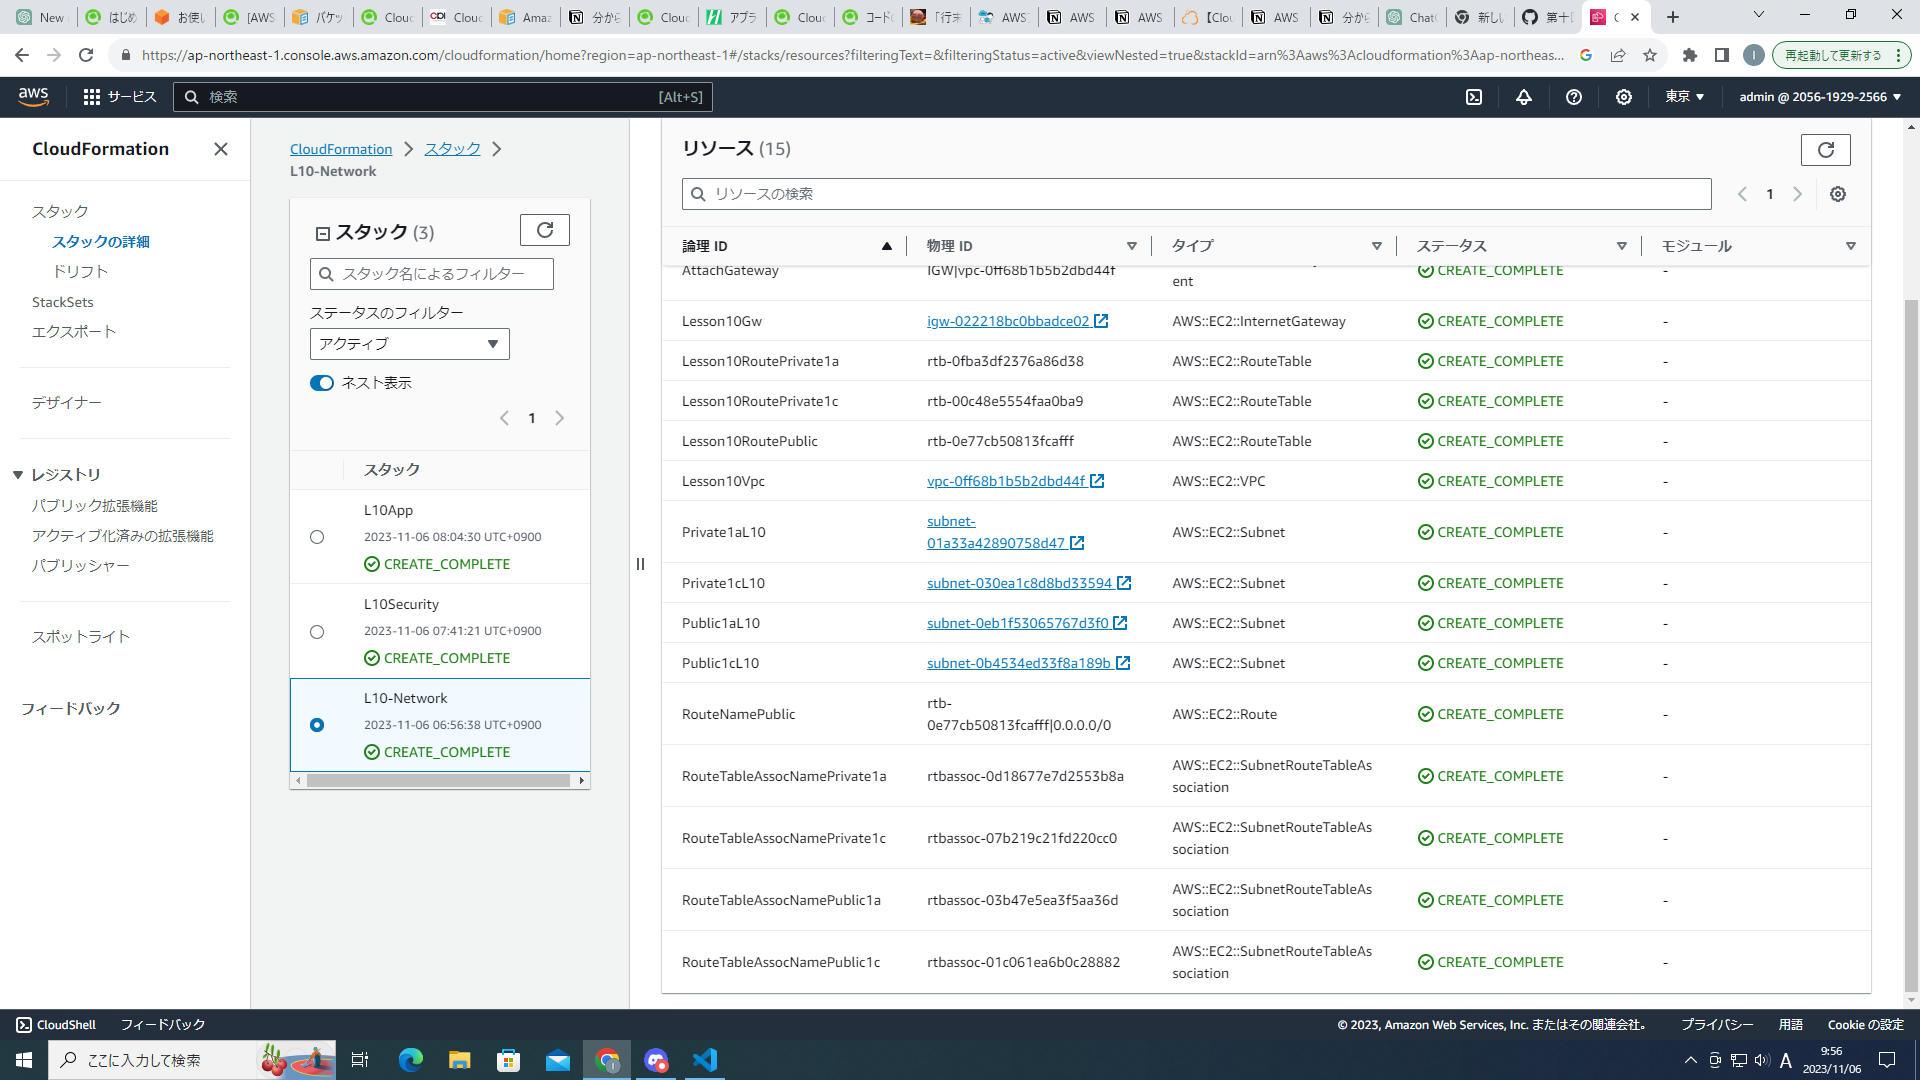 New c
はじめ
お使い
[AWS
バケッ
Cloud
Clouc
Amaz
分から
Clouc
アプラ
Clouc
コードC
「行末
AWSコ
AWS
AWS
【Clou
AWS
分から
ChatG
新しい
第十回
https://ap-northeast-1.console.aws.amazon.com/cloudformation/home?region=ap-northeast-1#/stacks/resources?filteringText=&filteringStatus=active&viewNested=true&stackId=arn%3Aaws%3Acloudformation%3Aap-northeas...
I
再起動して更新する
aws
サービス
検索
[Alt+S]
東京
admin @ 2056-1929-2566
CloudFormation
スタック
スタックの詳細
ドリフト
StackSets
エクスポート
デザイナー
レジストリ
パブリック拡張機能
アクティブ化済みの拡張機能
パブリッシャー
スポットライト
フィードバック
CloudFormation
スタック
L10-Network
スタック (3)
スタック名によるフィルター
ステータスのフィルター
アクティブ
ネスト表示
1
スタック
L10App
2023-11-06 08:04:30 UTC+0900
CREATE_COMPLETE
L10Security
2023-11-06 07:41:21 UTC+0900
CREATE_COMPLETE
L10-Network
2023-11-06 06:56:38 UTC+0900
CREATE_COMPLETE
リソース (15)
リソースの検索
1
論理 ID 物理 ID タイプ ステータス モジュール
AttachGateway IGW|vpc-0ff68b1b5b2dbd44f ent CREATE_COMPLETE -
Lesson10Gw igw-022218bc0bbadce02 AWS::EC2::InternetGateway CREATE_COMPLETE -
Lesson10RoutePrivate1a rtb-0fba3df2376a86d38 AWS::EC2::RouteTable CREATE_COMPLETE -
Lesson10RoutePrivate1c rtb-00c48e5554faa0ba9 AWS::EC2::RouteTable CREATE_COMPLETE -
Lesson10RoutePublic rtb-0e77cb50813fcafff AWS::EC2::RouteTable CREATE_COMPLETE -
Lesson10Vpc vpc-0ff68b1b5b2dbd44f AWS::EC2::VPC CREATE_COMPLETE -
Private1aL10 subnet-01a33a42890758d47 AWS::EC2::Subnet CREATE_COMPLETE -
Private1cL10 subnet-030ea1c8d8bd33594 AWS::EC2::Subnet CREATE_COMPLETE -
Public1aL10 subnet-0eb1f53065767d3f0 AWS::EC2::Subnet CREATE_COMPLETE -
Public1cL10 subnet-0b4534ed33f8a189b AWS::EC2::Subnet CREATE_COMPLETE -
RouteNamePublic rtb-0e77cb50813fcafff|0.0.0.0/0 AWS::EC2::Route CREATE_COMPLETE -
RouteTableAssocNamePrivate1a rtbassoc-0d18677e7d2553b8a AWS::EC2::SubnetRouteTableAssociation CREATE_COMPLETE -
RouteTableAssocNamePrivate1c rtbassoc-07b219c21fd220cc0 AWS::EC2::SubnetRouteTableAssociation CREATE_COMPLETE -
RouteTableAssocNamePublic1a rtbassoc-03b47e5ea3f5aa36d AWS::EC2::SubnetRouteTableAssociation CREATE_COMPLETE -
RouteTableAssocNamePublic1c rtbassoc-01c061ea6b0c28882 AWS::EC2::SubnetRouteTableAssociation CREATE_COMPLETE -
CloudShell フィードバック
© 2023, Amazon Web Services, Inc. またはその関連会社。 プライバシー 用語 Cookie の設定
ここに入力して検索
A
9:56
2023/11/06